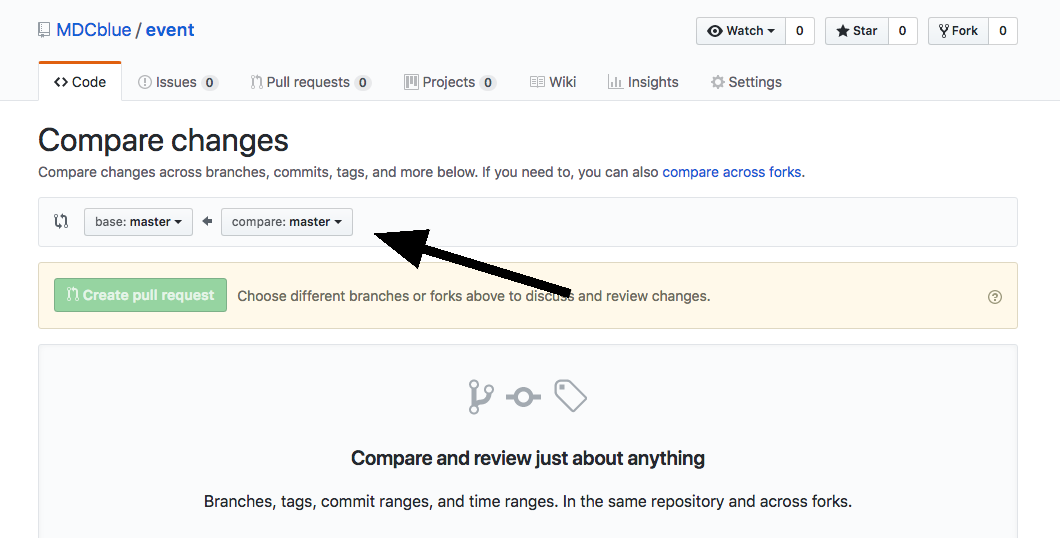 MDCblue / event
Watch 0 Star 0 Fork 0
Code Issues 0 Pull requests 0 Projects 0 Wiki Insights Settings
Compare changes
Compare changes across branches, commits, tags, and more below. If you need to, you can also compare across forks.
base: master compare: master
Create pull request Choose different branches or forks above to discuss and review changes.
Compare and review just about anything
Branches, tags, commit ranges, and time ranges. In the same repository and across forks.